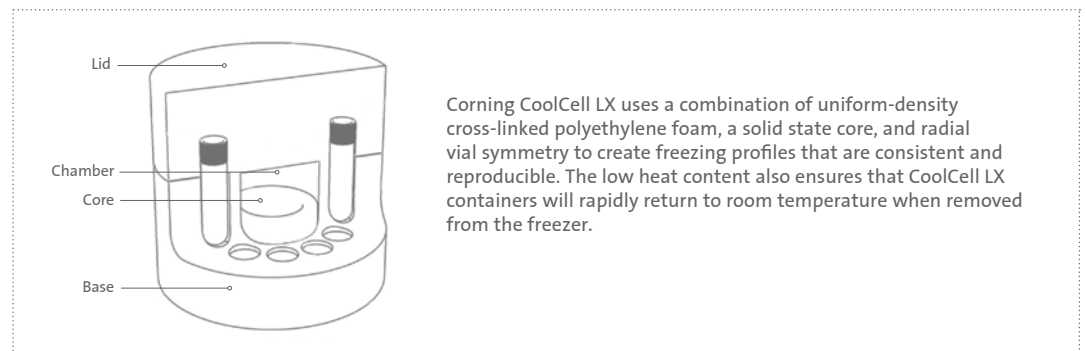 Lid
Chamber
Core
Base
Corning CoolCell LX uses a combination of uniform-density
cross-linked polyethylene foam, a solid state core, and radial
vial symmetry to create freezing profiles that are consistent and
reproducible. The low heat content also ensures that CoolCell LX
containers will rapidly return to room temperature when removed
from the freezer.